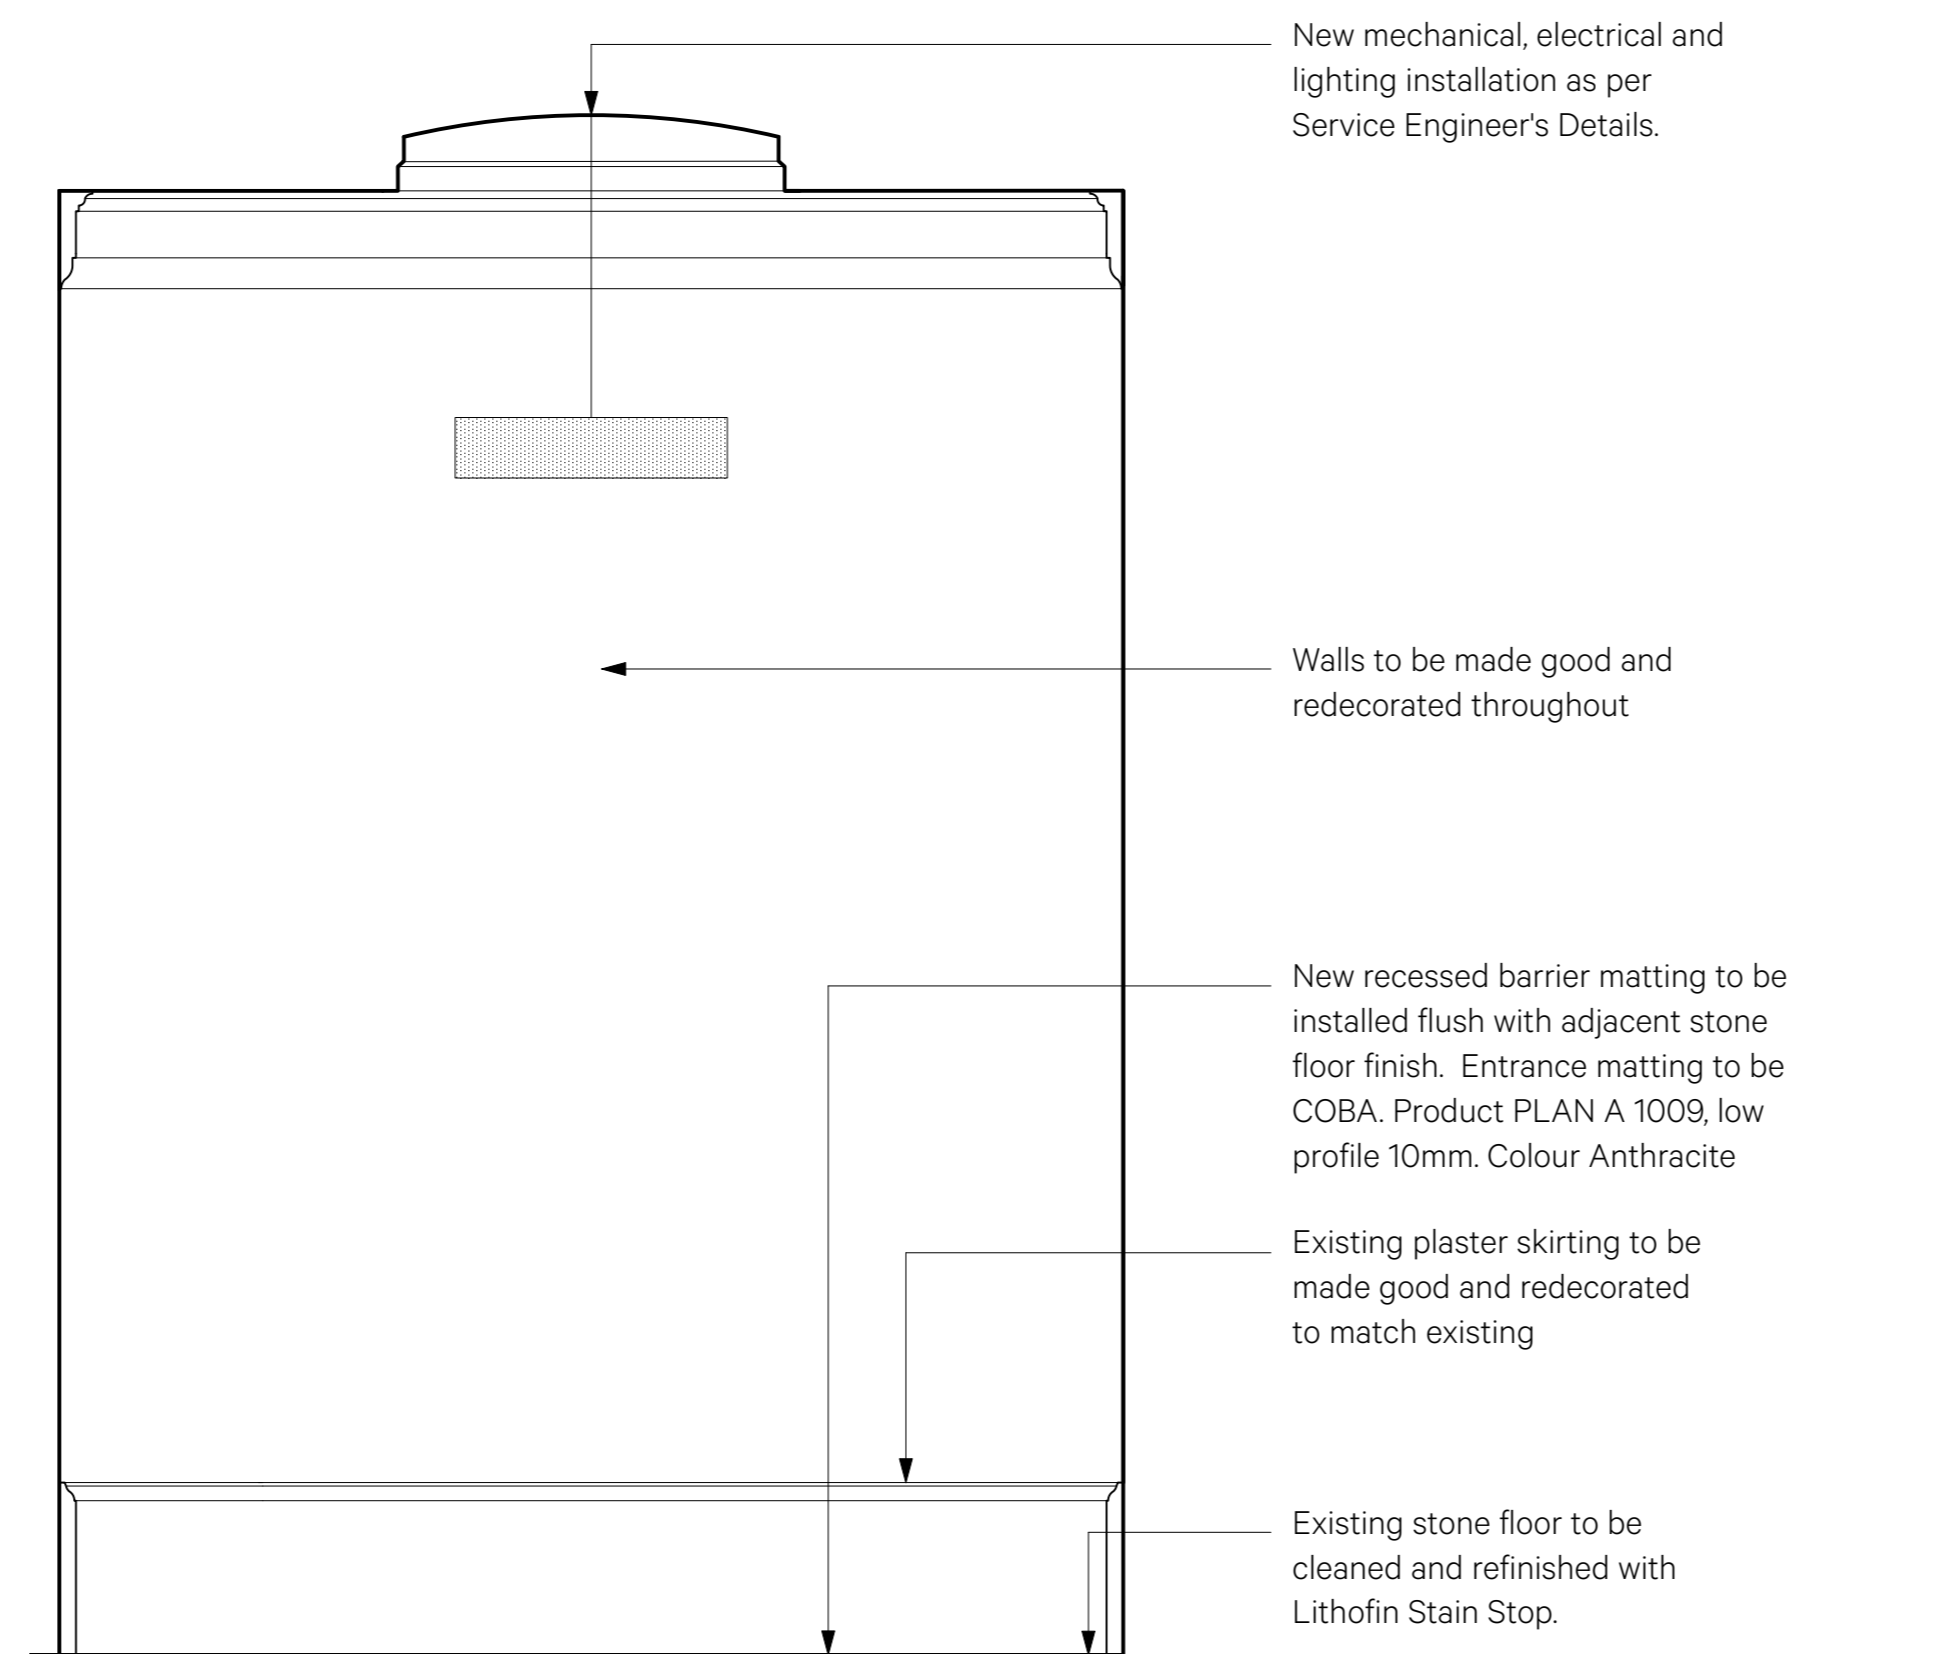 New mechanical, electrical and
lighting installation as per
Service Engineer's Details.
Walls to be made good and
redecorated throughout
New recessed barrier matting to be
installed flush with adjacent stone
floor finish.  Entrance matting to be
COBA. Product PLAN A 1009, low
profile 10mm. Colour Anthracite
Existing plaster skirting to be
made good and redecorated
to match existing
Existing stone floor to be
cleaned and refinished with
Lithofin Stain Stop.